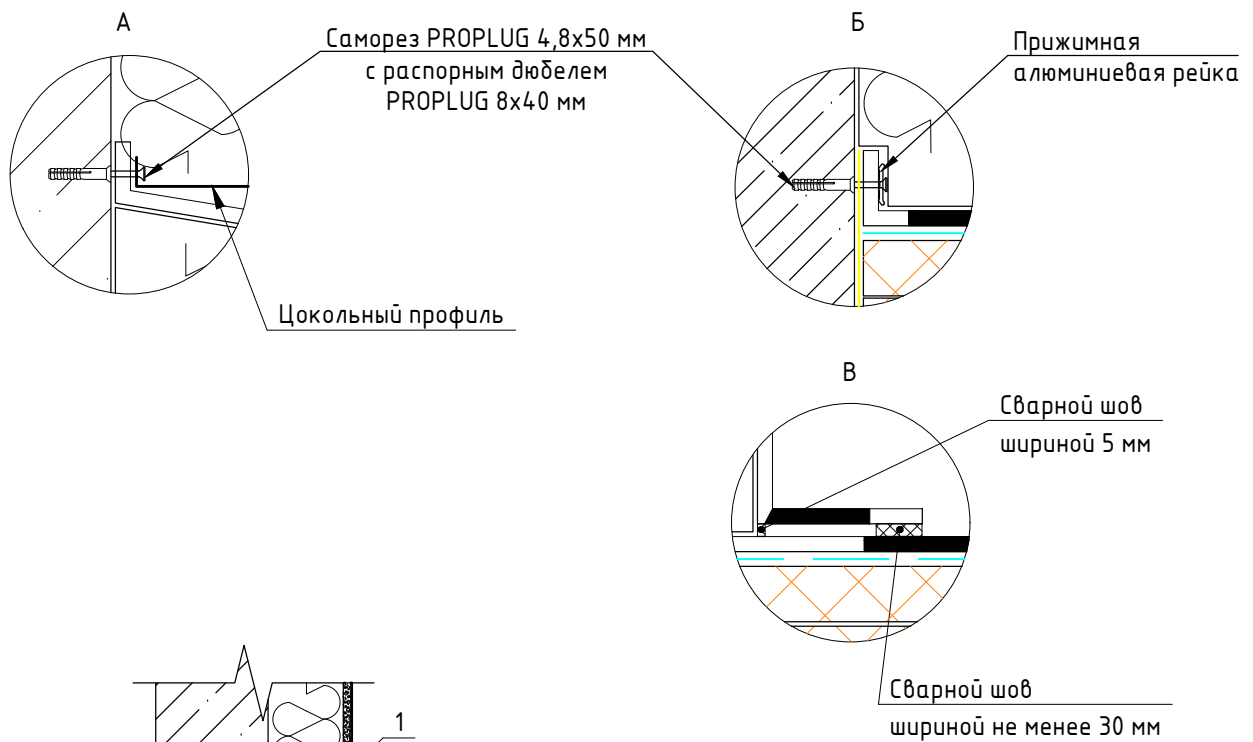 А
Саморез PROPLUG 4,8х50 мм
с распорным дюбелем
PROPLUG 8х40 мм
Цокольный профиль
Б
Прижимная
алюминиевая рейка
В
Сварной шов
шириной 5 мм
Сварной шов
шириной не менее 30 мм
1